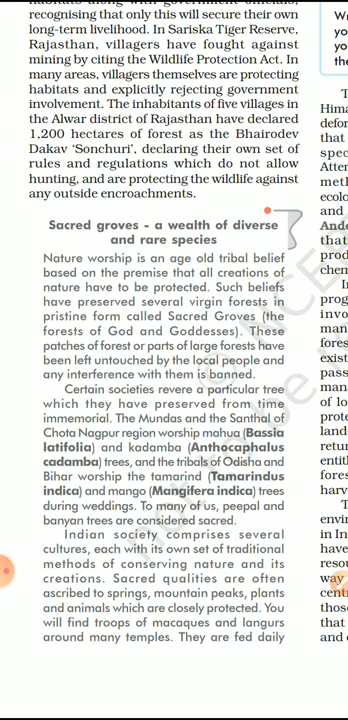 habitats along with government officials,
recognising that only this will secure their own
long-term livelihood. In Sariska Tiger Reserve,
Rajasthan, villagers have fought against
mining by citing the Wildlife Protection Act. In
many areas, villagers themselves are protecting
habitats and explicitly rejecting government
involvement. The inhabitants of five villages in
the Alwar district of Rajasthan have declared
1,200 hectares of forest as the Bhairodev
Dakav ‘Sonchuri’, declaring their own set of
rules and regulations which do not allow
hunting, and are protecting the wildlife against
any outside encroachments.
Sacred groves - a wealth of diverse
and rare species
Nature worship is an age old tribal belief
based on the premise that all creations of
nature have to be protected. Such beliefs
have preserved several virgin forests in
pristine form called Sacred Groves (the
forests of God and Goddesses). These
patches of forest or parts of large forests have
been left untouched by the local people and
any interference with them is banned.
Certain societies revere a particular tree
which they have preserved from time
immemorial. The Mundas and the Santhal of
Chota Nagpur region worship mahua (Bassia
latifolia) and kadamba (Anthocaphalus
cadamba) trees, and the tribals of Odisha and
Bihar worship the tamarind (Tamarindus
indica) and mango (Mangifera indica) trees
during weddings. To many of us, peepal and
banyan trees are considered sacred.
Indian society comprises several
cultures, each with its own set of traditional
methods of conserving nature and its
creations. Sacred qualities are often
ascribed to springs, mountain peaks, plants
and animals which are closely protected. You
will find troops of macaques and langurs
around many temples. They are fed daily